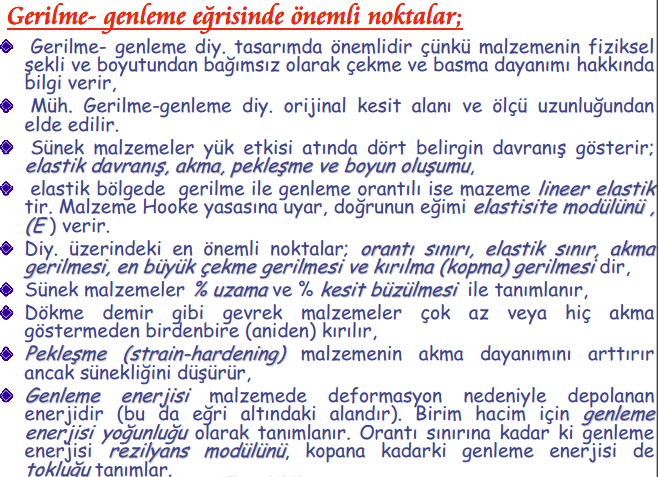 Gerilme- genleme eğrisinde önemli noktalar;
Gerilme- genleme diy. tasarımda önemlidir çünkü malzemenin fiziksel
şekli ve boyutundan bağımsız olarak çekme ve basma dayanımı hakkında
bilgi verir,
Müh. Gerilme-genleme diy. orijinal kesit alanı ve ölçü uzunluğundan
elde edilir.
Sünek malzemeler yük etkisi atında dört belirgin davranış gösterir;
elastik davranış, akma, pekleşme ve boyun oluşumu,
elastik bölgede gerilme ile genleme orantılı ise mazeme lineer elastik
tir. Malzeme Hooke yasasına uyar, doğrunun eğimi elastisite modülünü ,
(E ) verir.
Diy. üzerindeki en önemli noktalar; orantı sınırı, elastik sınır, akma
gerilmesi, en büyük çekme gerilmesi ve kırılma (kopma) gerilmesi dir,
Sünek malzemeler % uzama ve % kesit büzülmesi ile tanımlanır,
Dökme demir gibi gevrek malzemeler çok az veya hiç akma
göstermeden birdenbire (aniden) kırılır,
Pekleşme (strain-hardening) malzemenin akma dayanımını arttırır
ancak sünekliğini düşürür,
Genleme enerjisi malzemede deformasyon nedeniyle depolanan
enerjidir (bu da eğri altındaki alandır). Birim hacim için genleme
enerjisi yoğunluğu olarak tanımlanır. Orantı sınırına kadar ki genleme
enerjisi rezilyans modülünü, kopana kadarki genleme enerjisi de
tokluğu tanımlar.